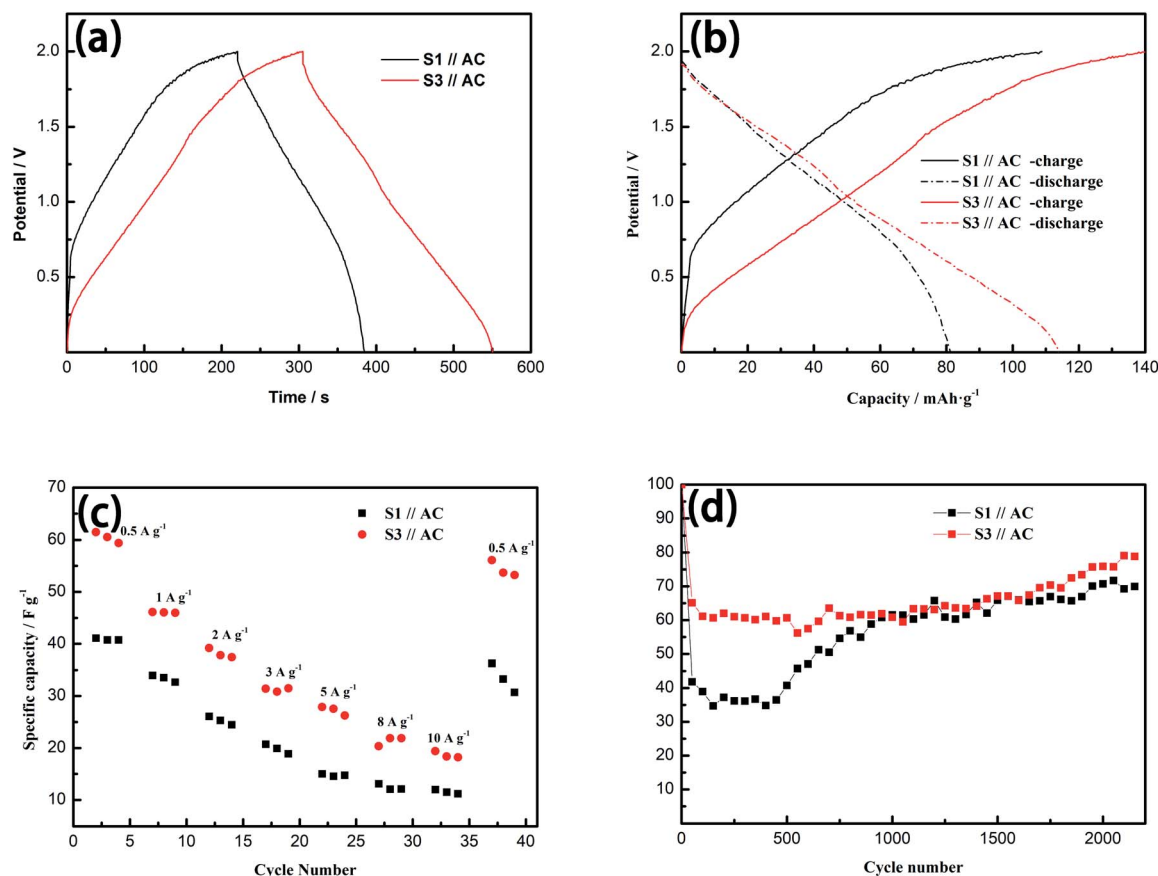 (a)
S1 // AC
S3 // AC
Potential / V
2.0
1.5
1.0
0.5
0 100 200 300 400 500 600
Time / s
(b)
Potential / V
2.0
1.5
1.0
0.5
S1 // AC -charge
S1 // AC -discharge
S3 // AC -charge
S3 // AC -discharge
0 20 40 60 80 100 120 140
Capacity / mAh·g⁻¹
(c)
S1 // AC
S3 // AC
Specific capacity / F g⁻¹
70
60
50
40
30
20
10
0.5 A g⁻¹
1 A g⁻¹
2 A g⁻¹
3 A g⁻¹
5 A g⁻¹
8 A g⁻¹
10 A g⁻¹
0.5 A g⁻¹
0 5 10 15 20 25 30 35 40
Cycle Number
(d)
S1 // AC
S3 // AC
100
90
80
70
60
50
40
30
20
10
0 500 1000 1500 2000
Cycle number